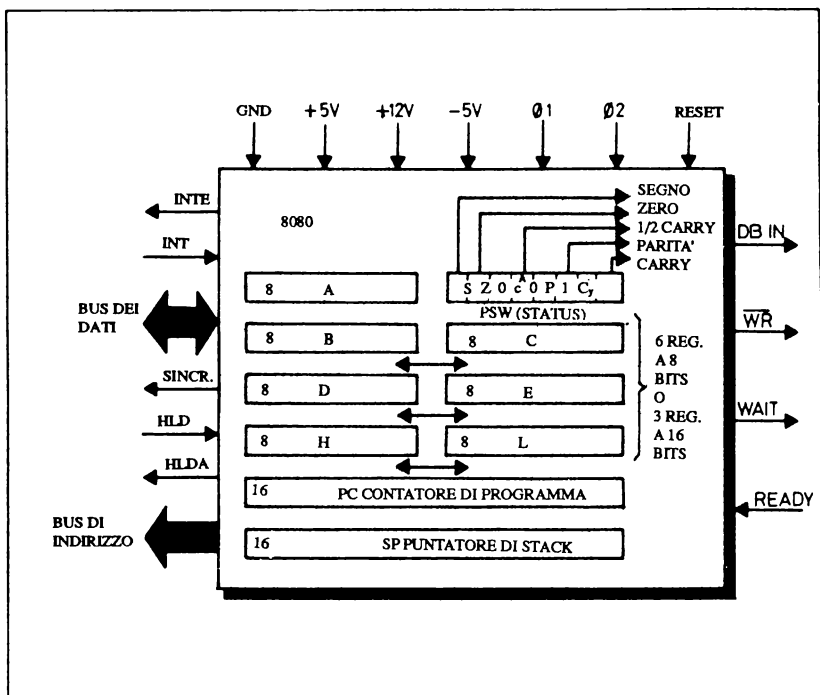 GND +5V +12V -5V Ø1 Ø2 RESET
INTE
INT
BUS DEI
DATI
SINCR.
HLD
HLDA
BUS DI
INDIRIZZO
8080
SEGNO
ZERO
1/2 CARRY
PARITA'
CARRY
8 A
S Z 0 Ac 0 P 1 Cy
PSW (STATUS)
8 B
8 C
8 D
8 E
8 H
8 L
16 PC CONTATORE DI PROGRAMMA
16 SP PUNTATORE DI STACK
6 REG.
A 8
BITS
O
3 REG.
A 16
BITS
DB IN
W̅R̅
WAIT
READY